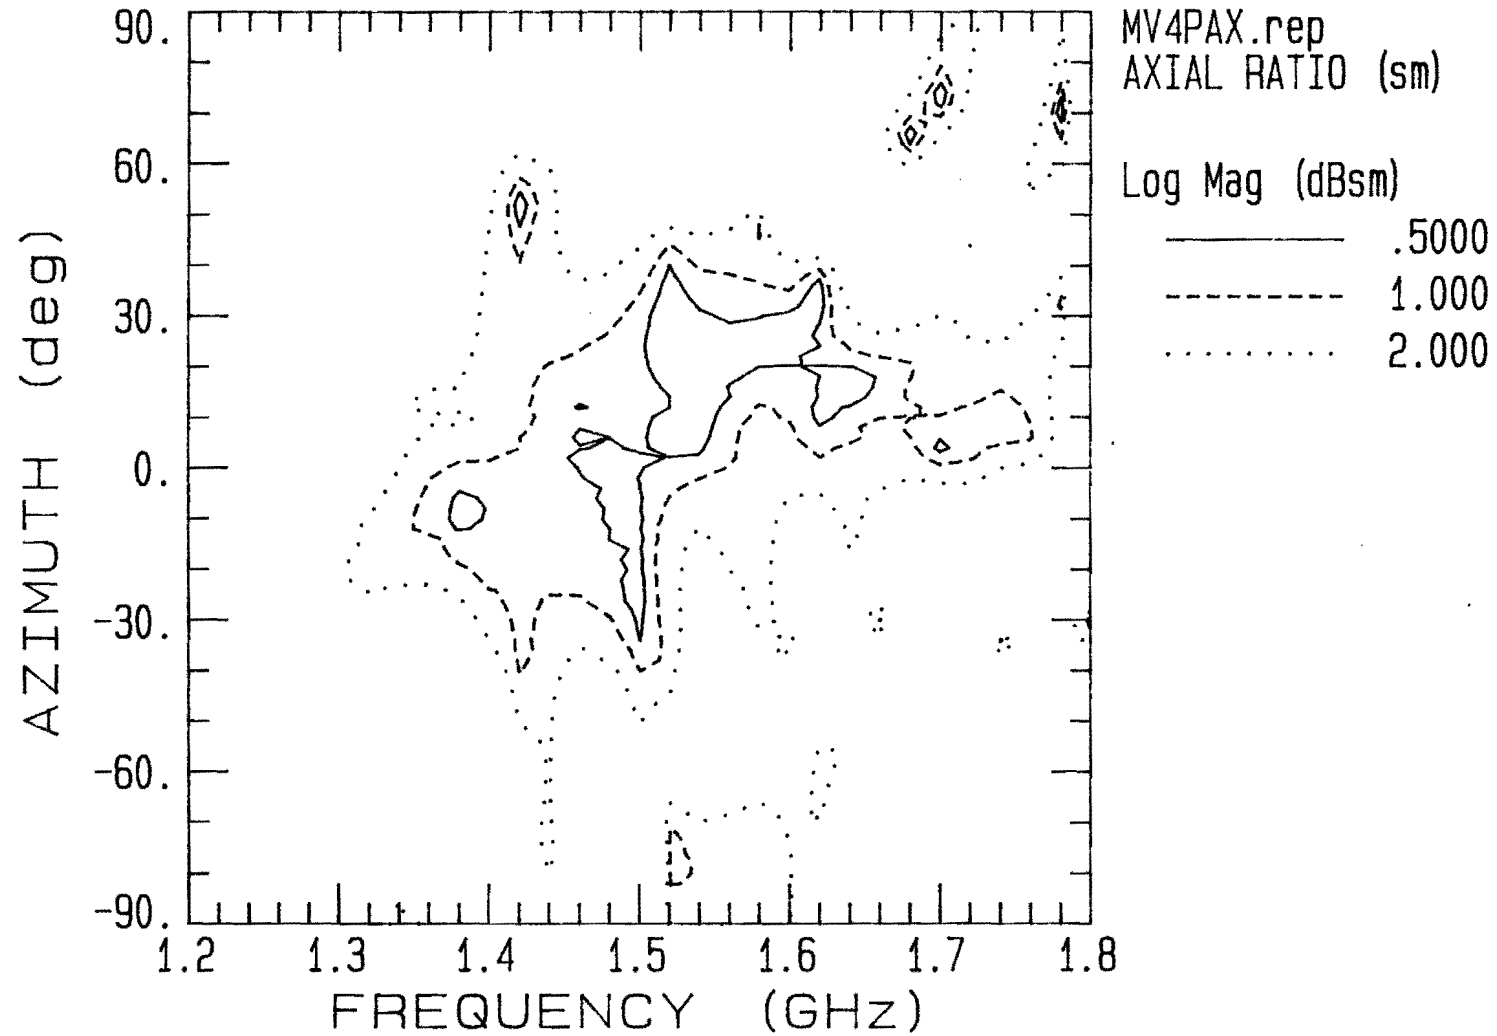 MV4PAX.rep
AXIAL RATIO (sm)
Log Mag (dBsm)
.5000
1.000
2.000
AZIMUTH (deg)
90.
60.
30.
0.
-30.
-60.
-90.
1.2 1.3 1.4 1.5 1.6 1.7 1.8
FREQUENCY (GHz)